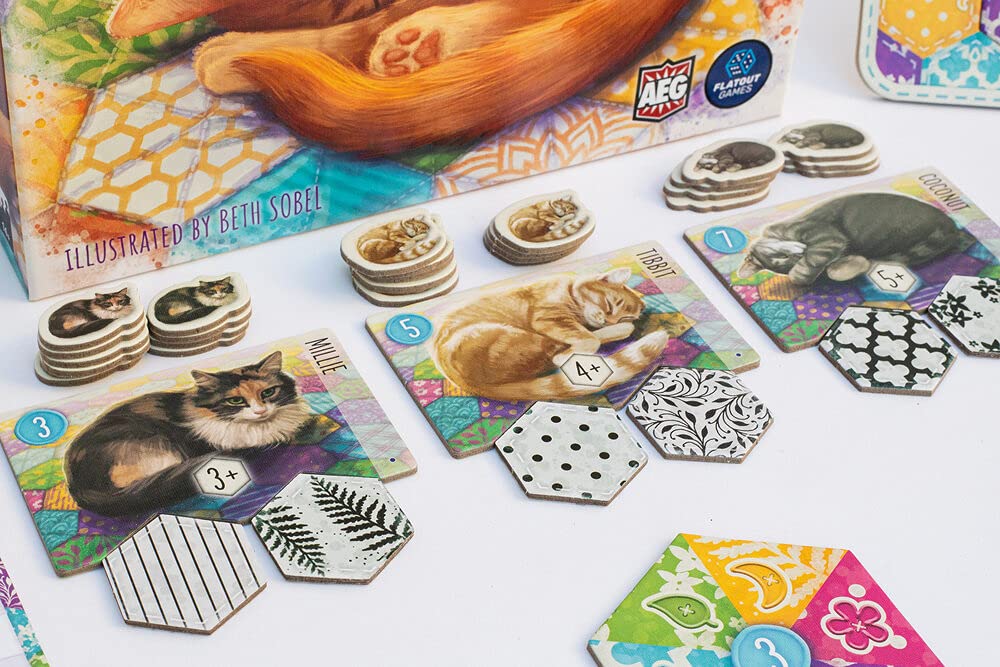 AEG
FLATOUT
GAMES
ILLUSTRATED BY BETH SOBEL
COCONUT
7
5+
TIBBIT
5
4+
MILLIE
3
3+
3